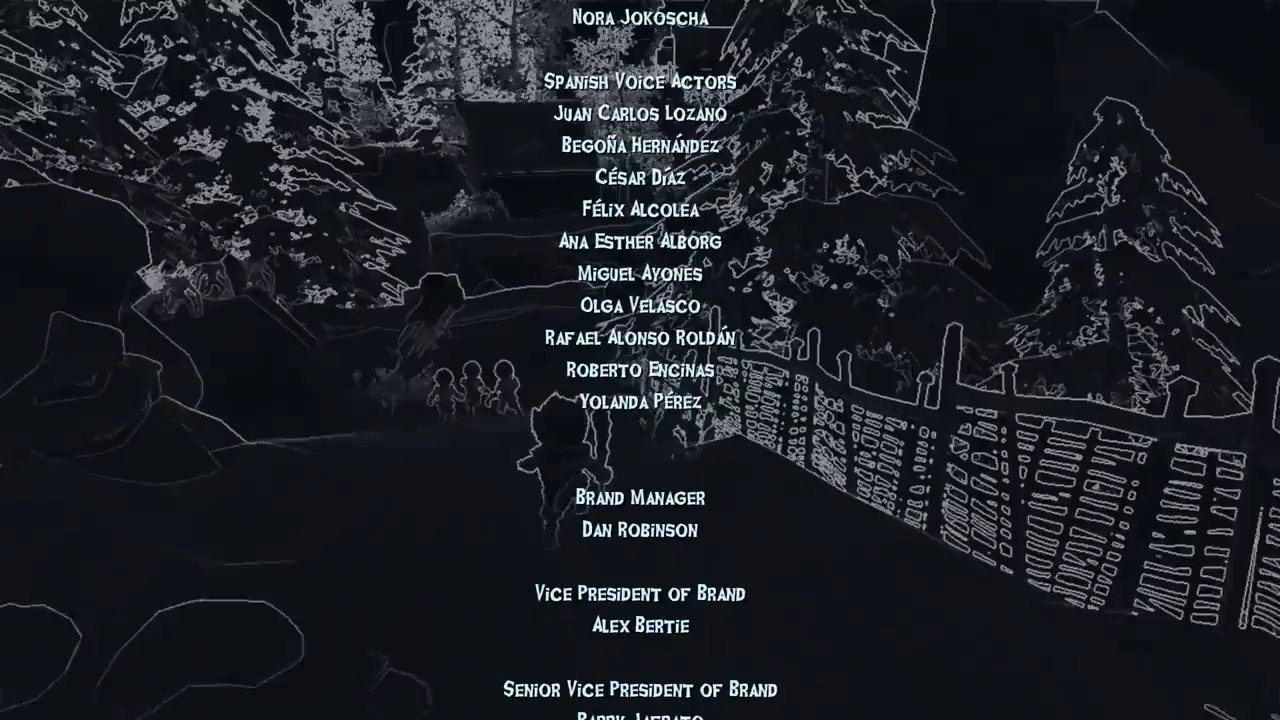 Nora Jokoscha
Spanish Voice Actors
Juan Carlos Lozano
Begoña Hernández
César Díaz
Félix Alcolea
Ana Esther Alborg
Miguel Ayones
Olga Velasco
Rafael Alonso Roldán
Roberto Encinas
Yolanda Pérez
Brand Manager
Dan Robinson
Vice President of Brand
Alex Bertie
Senior Vice President of Brand
Barry Jafrato